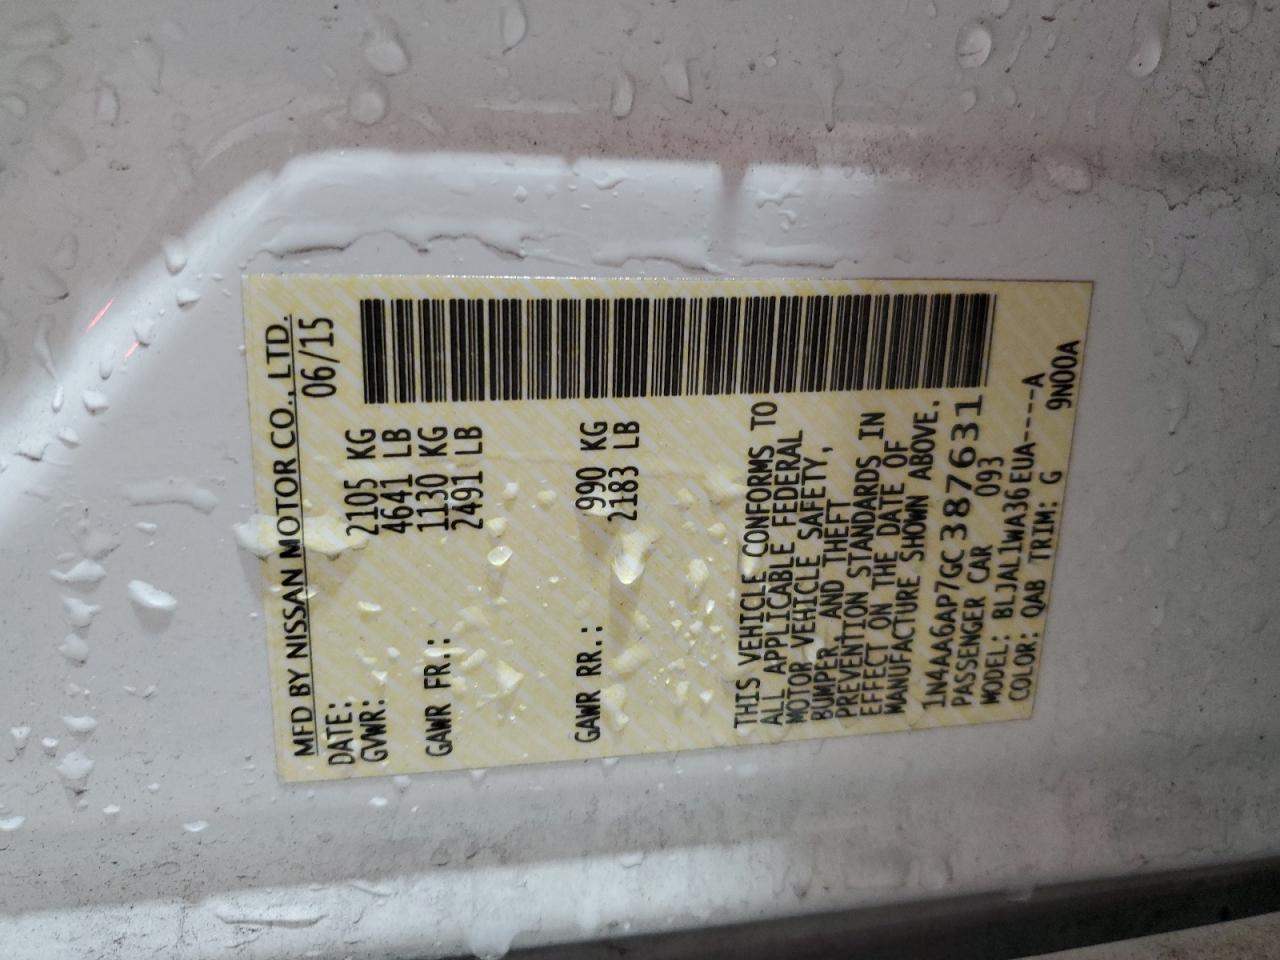 MFD BY NISSAN MOTOR CO., LTD.
DATE: 06/15
GVWR: 2105 KG
4641 LB
GAWR FR.: 1130 KG
2491 LB
GAWR RR.: 990 KG
2183 LB
THIS VEHICLE CONFORMS TO
ALL APPLICABLE FEDERAL
MOTOR VEHICLE SAFETY,
BUMPER AND THEFT
PREVENTION STANDARDS IN
EFFECT ON THE DATE OF
MANUFACTURE SHOWN ABOVE.
1N4AA6AP7GC387631
PASSENGER CAR 093
MODEL: BLJAL1WA36EUA-----A
COLOR: QAB TRIM: G 9N00A